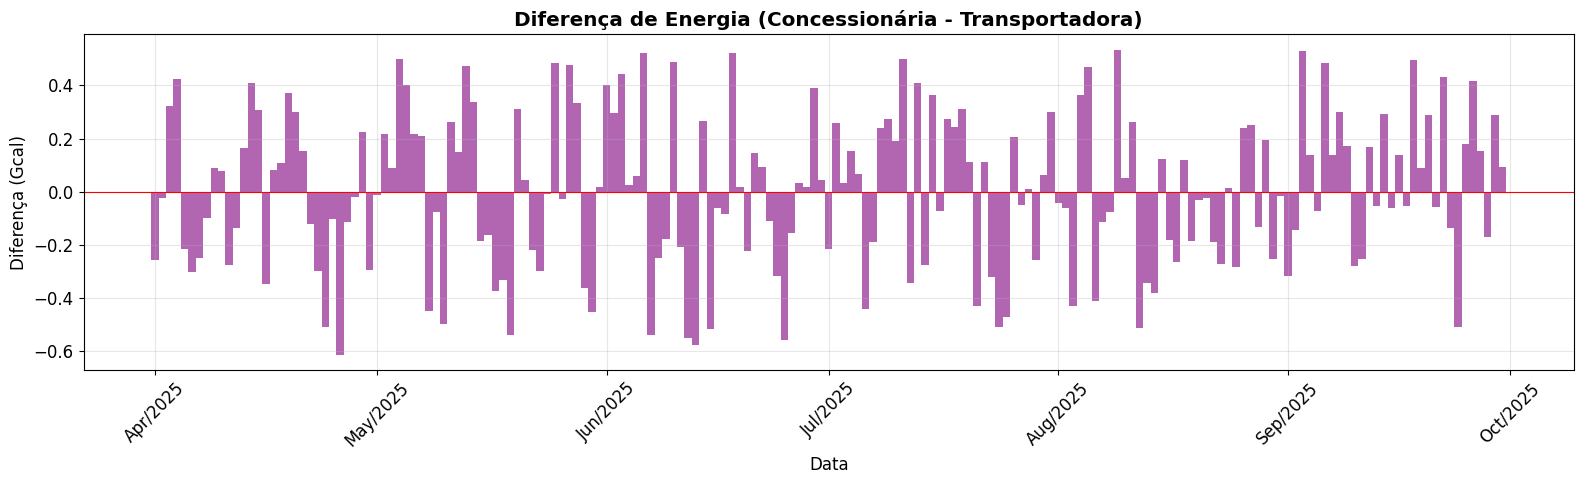 Diferença de Energia (Concessionária - Transportadora)
Diferença (Gcal)
0.4
0.2
0.0
−0.2
−0.4
−0.6
Apr/2025
May/2025
Jun/2025
Jul/2025
Aug/2025
Sep/2025
Oct/2025
Data